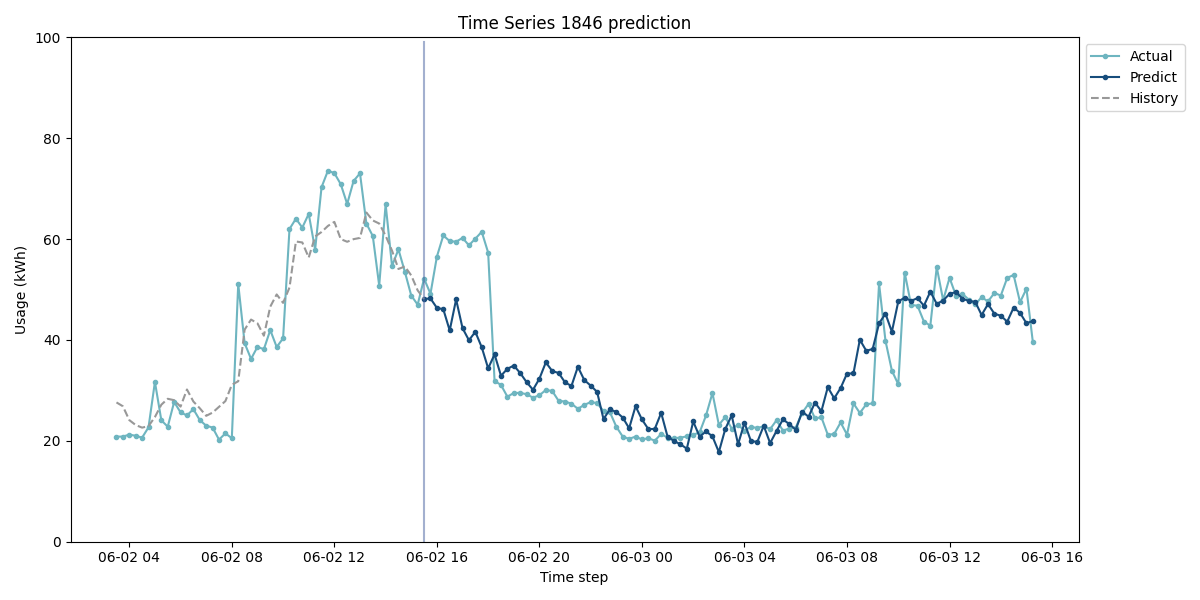 Time Series 1846 prediction
Actual
Predict
History
Usage (kWh)
100
80
60
40
20
0
06-02 04
06-02 08
06-02 12
06-02 16
06-02 20
06-03 00
06-03 04
06-03 08
06-03 12
06-03 16
Time step